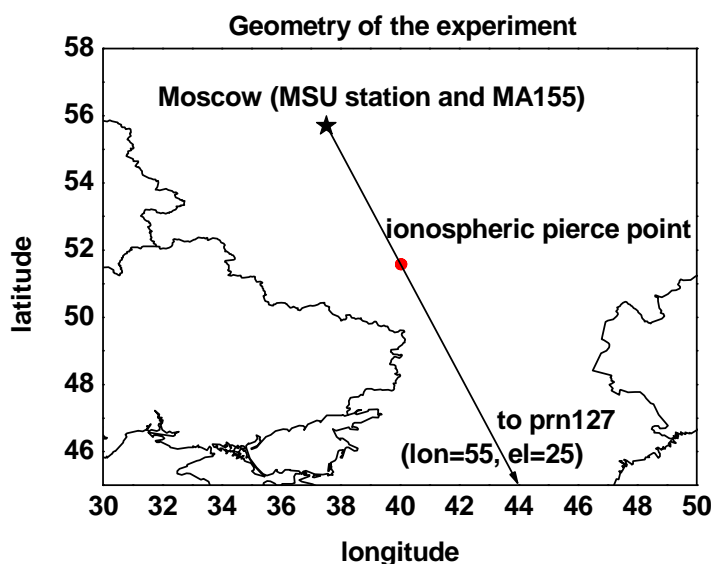 Geometry of the experiment
58
Moscow (MSU station and MA155)
56
54
ionospheric pierce point
52
latitude
50
48
to prn127
46
(lon=55, el=25)
30 32 34 36 38 40 42 44 46 48 50
longitude